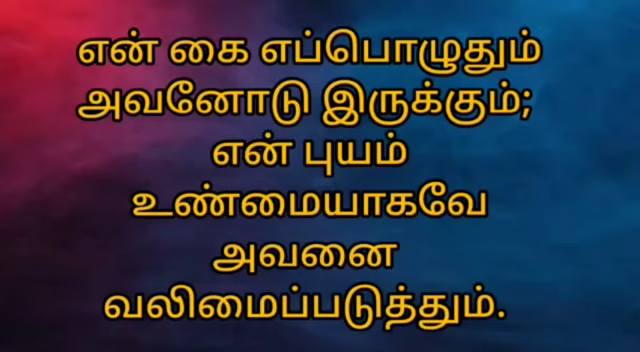 என் கை எப்பொழுதும்
அவனோடு இருக்கும்;
என் புயம்
உண்மையாகவே
அவனை
வலிமைப்படுத்தும்.